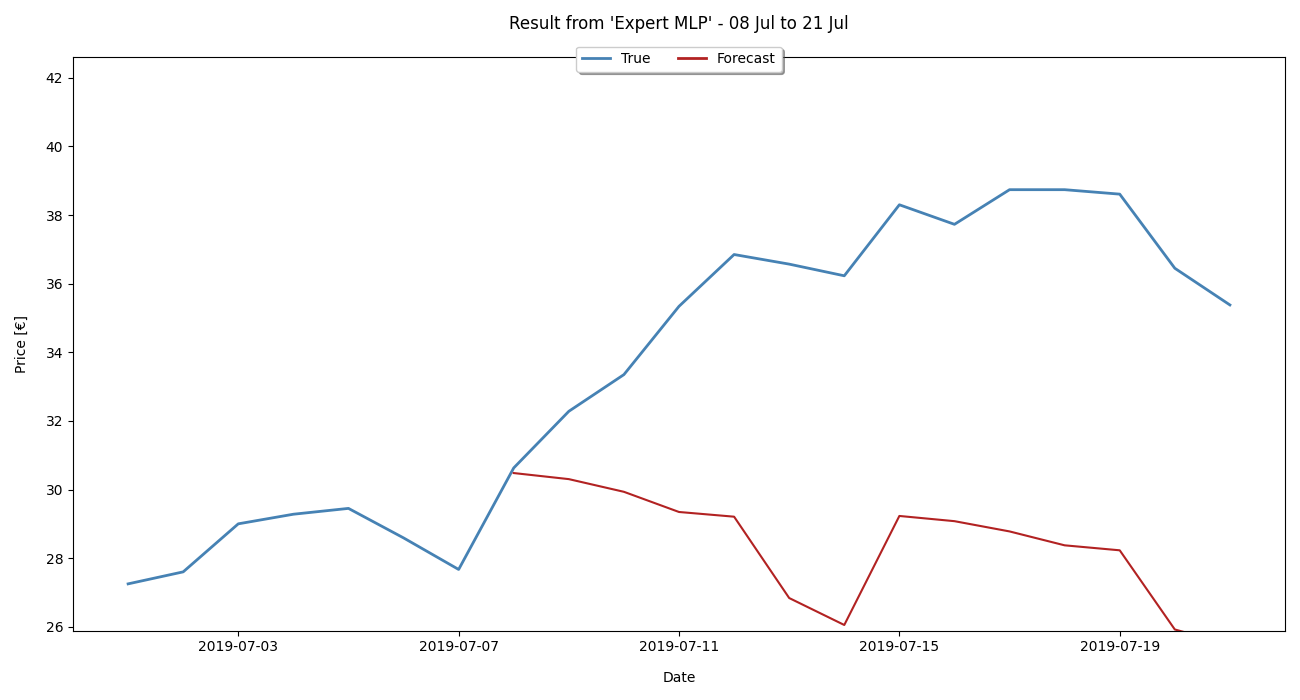 Result from 'Expert MLP' - 08 Jul to 21 Jul
True Forecast
42
40
38
36
34
32
30
28
26
Price [€]
2019-07-03 2019-07-07 2019-07-11 2019-07-15 2019-07-19
Date